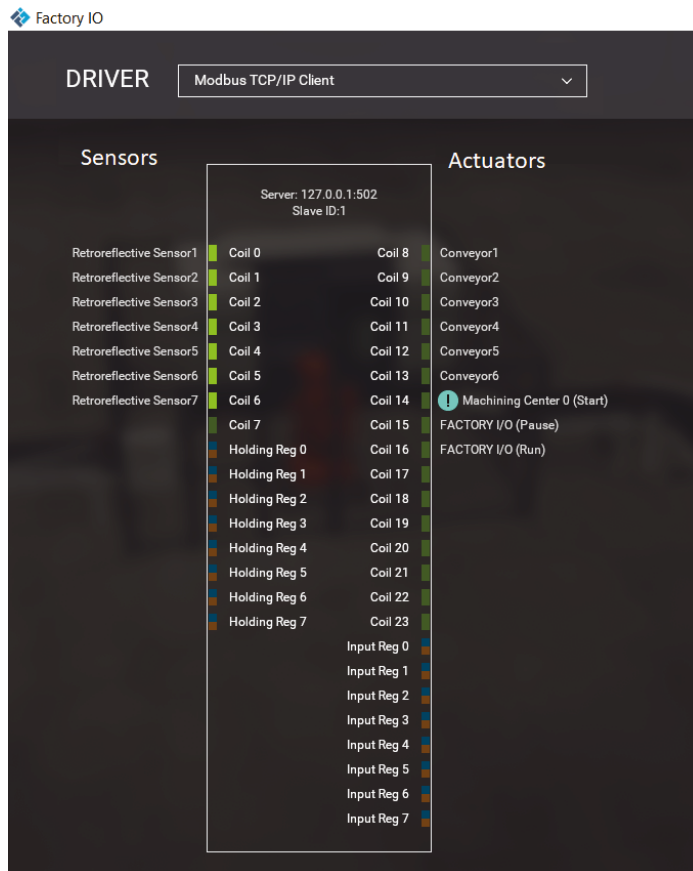 Factory IO
DRIVER Modbus TCP/IP Client
Sensors Actuators
Server: 127.0.0.1:502
Slave ID:1
Retroreflective Sensor1 Coil 0 Coil 8 Conveyor1
Retroreflective Sensor2 Coil 1 Coil 9 Conveyor2
Retroreflective Sensor3 Coil 2 Coil 10 Conveyor3
Retroreflective Sensor4 Coil 3 Coil 11 Conveyor4
Retroreflective Sensor5 Coil 4 Coil 12 Conveyor5
Retroreflective Sensor6 Coil 5 Coil 13 Conveyor6
Retroreflective Sensor7 Coil 6 Coil 14 ! Machining Center 0 (Start)
Coil 7 Coil 15 FACTORY I/O (Pause)
Holding Reg 0 Coil 16 FACTORY I/O (Run)
Holding Reg 1 Coil 17
Holding Reg 2 Coil 18
Holding Reg 3 Coil 19
Holding Reg 4 Coil 20
Holding Reg 5 Coil 21
Holding Reg 6 Coil 22
Holding Reg 7 Coil 23
Input Reg 0
Input Reg 1
Input Reg 2
Input Reg 3
Input Reg 4
Input Reg 5
Input Reg 6
Input Reg 7